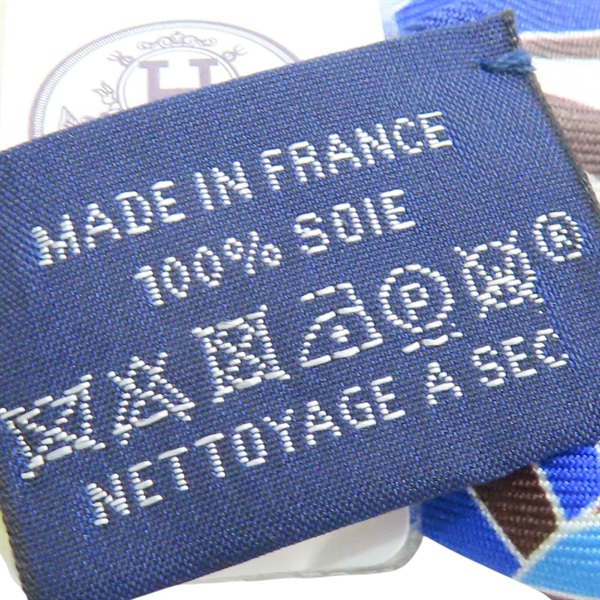 H
MADE IN FRANCE
100% SOIE
P W ®
NETTOYAGE A SEC